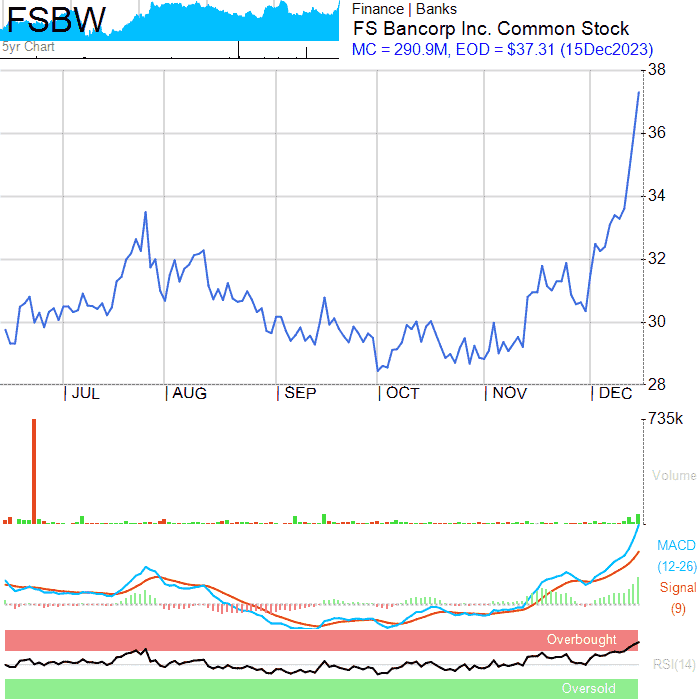 FSBW
5yr Chart
Finance | Banks
FS Bancorp Inc. Common Stock
MC = 290.9M, EOD = $37.31 (15Dec2023)
38
36
34
32
30
28
| JUL | AUG | SEP | OCT | NOV | DEC
735k
Volume
MACD
(12-26)
Signal
(9)
Overbought
RSI(14)
Oversold